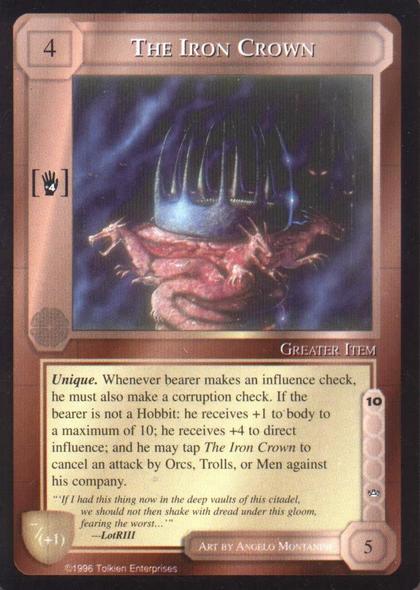 4
THE IRON CROWN
[4]
GREATER ITEM
Unique. Whenever bearer makes an influence check,
he must also make a corruption check. If the
bearer is not a Hobbit: he receives +1 to body to
a maximum of 10; he receives +4 to direct
influence; and he may tap The Iron Crown to
cancel an attack by Orcs, Trolls, or Men against
his company.
10
"'If I had this thing now in the deep vaults of this citadel,
we should not then shake with dread under this gloom,
fearing the worst…'"
---LotRIII
/(+1)
ART BY ANGELO MONTANINI
5
©1996 Tolkien Enterprises